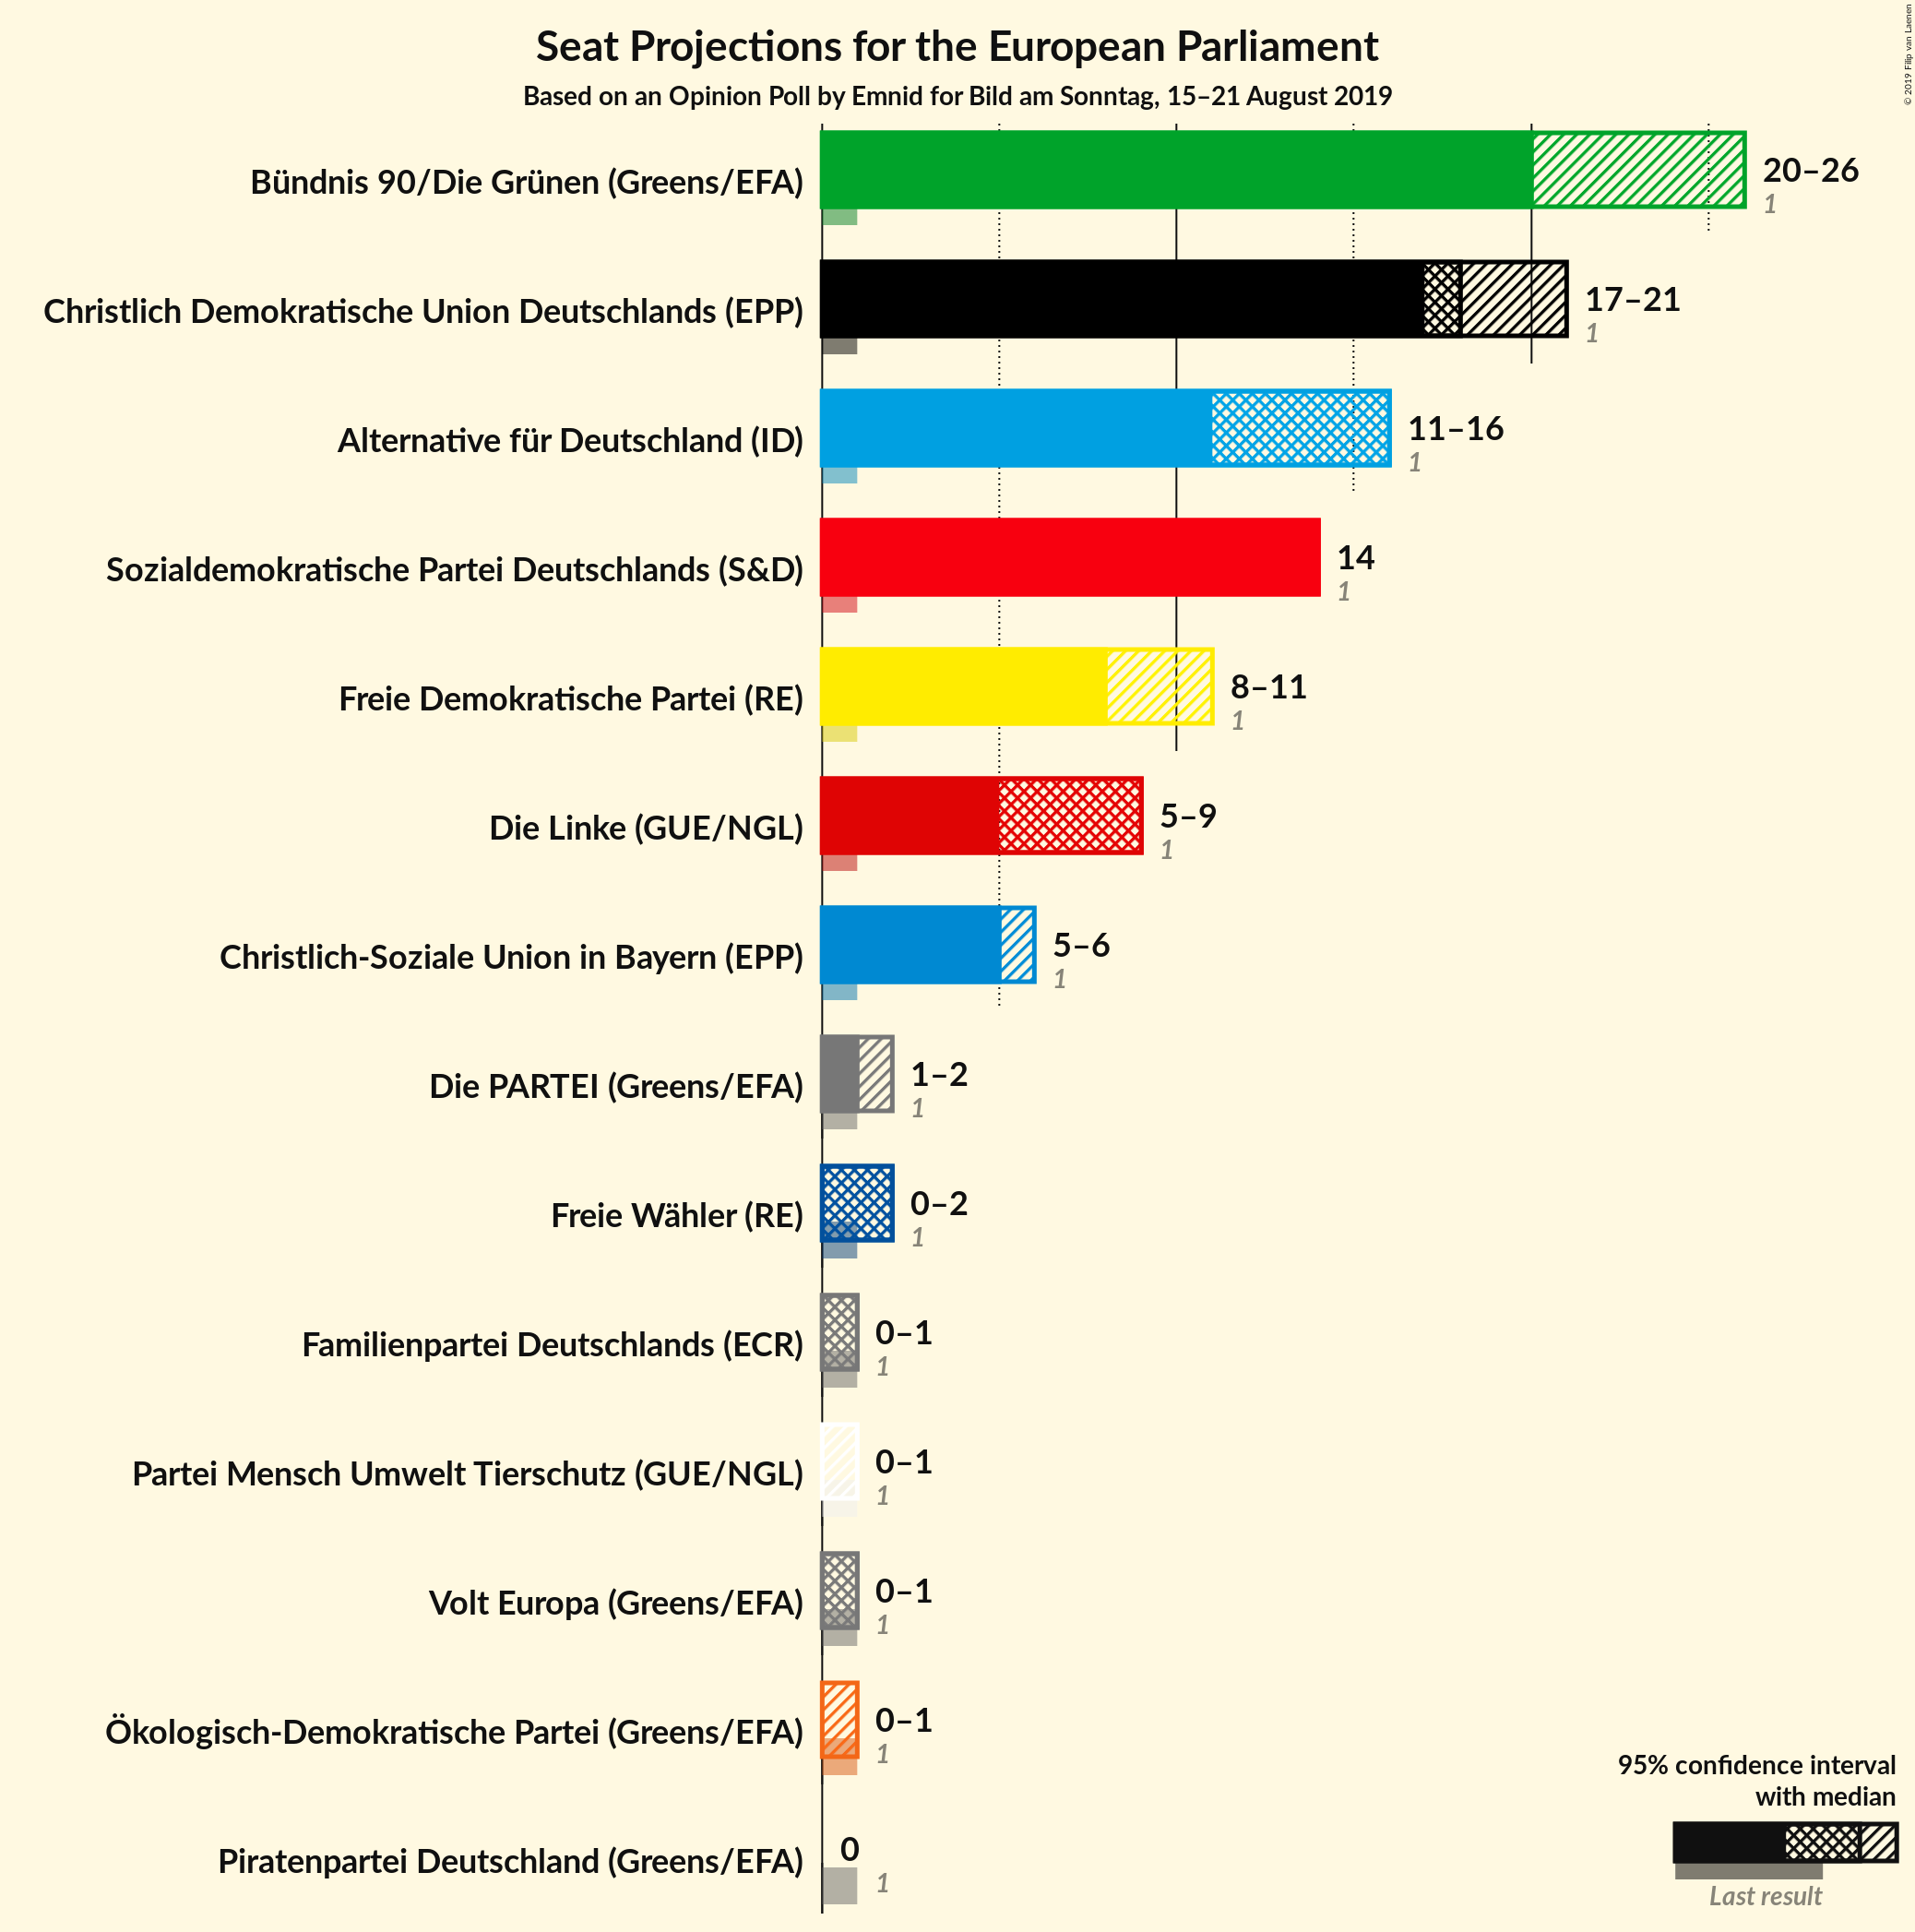 Seat Projections for the European Parliament
Based on an Opinion Poll by Emnid for Bild am Sonntag, 15–21 August 2019
© 2019 Filip van Laenen
Bündnis 90/Die Grünen (Greens/EFA)
20–26
1
Christlich Demokratische Union Deutschlands (EPP)
17–21
1
Alternative für Deutschland (ID)
11–16
1
Sozialdemokratische Partei Deutschlands (S&D)
14
1
Freie Demokratische Partei (RE)
8–11
1
Die Linke (GUE/NGL)
5–9
1
Christlich-Soziale Union in Bayern (EPP)
5–6
1
Die PARTEI (Greens/EFA)
1–2
1
Freie Wähler (RE)
0–2
1
Familienpartei Deutschlands (ECR)
0–1
1
Partei Mensch Umwelt Tierschutz (GUE/NGL)
0–1
1
Volt Europa (Greens/EFA)
0–1
1
Ökologisch-Demokratische Partei (Greens/EFA)
0–1
1
Piratenpartei Deutschland (Greens/EFA)
0
1
95% confidence interval
with median
Last result